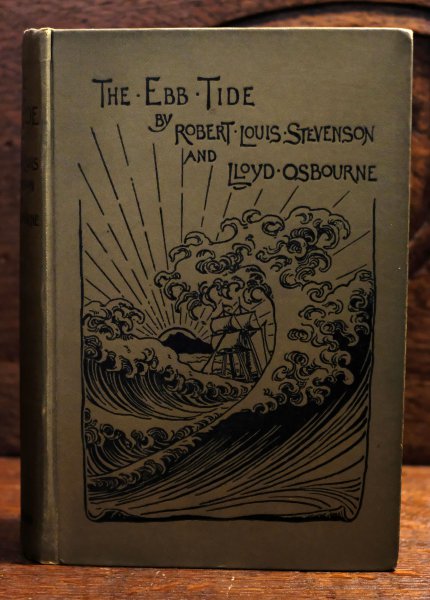 THE · EBB · TIDE
BY
ROBERT · LOUIS · STEVENSON
AND LLOYD · OSBOURNE